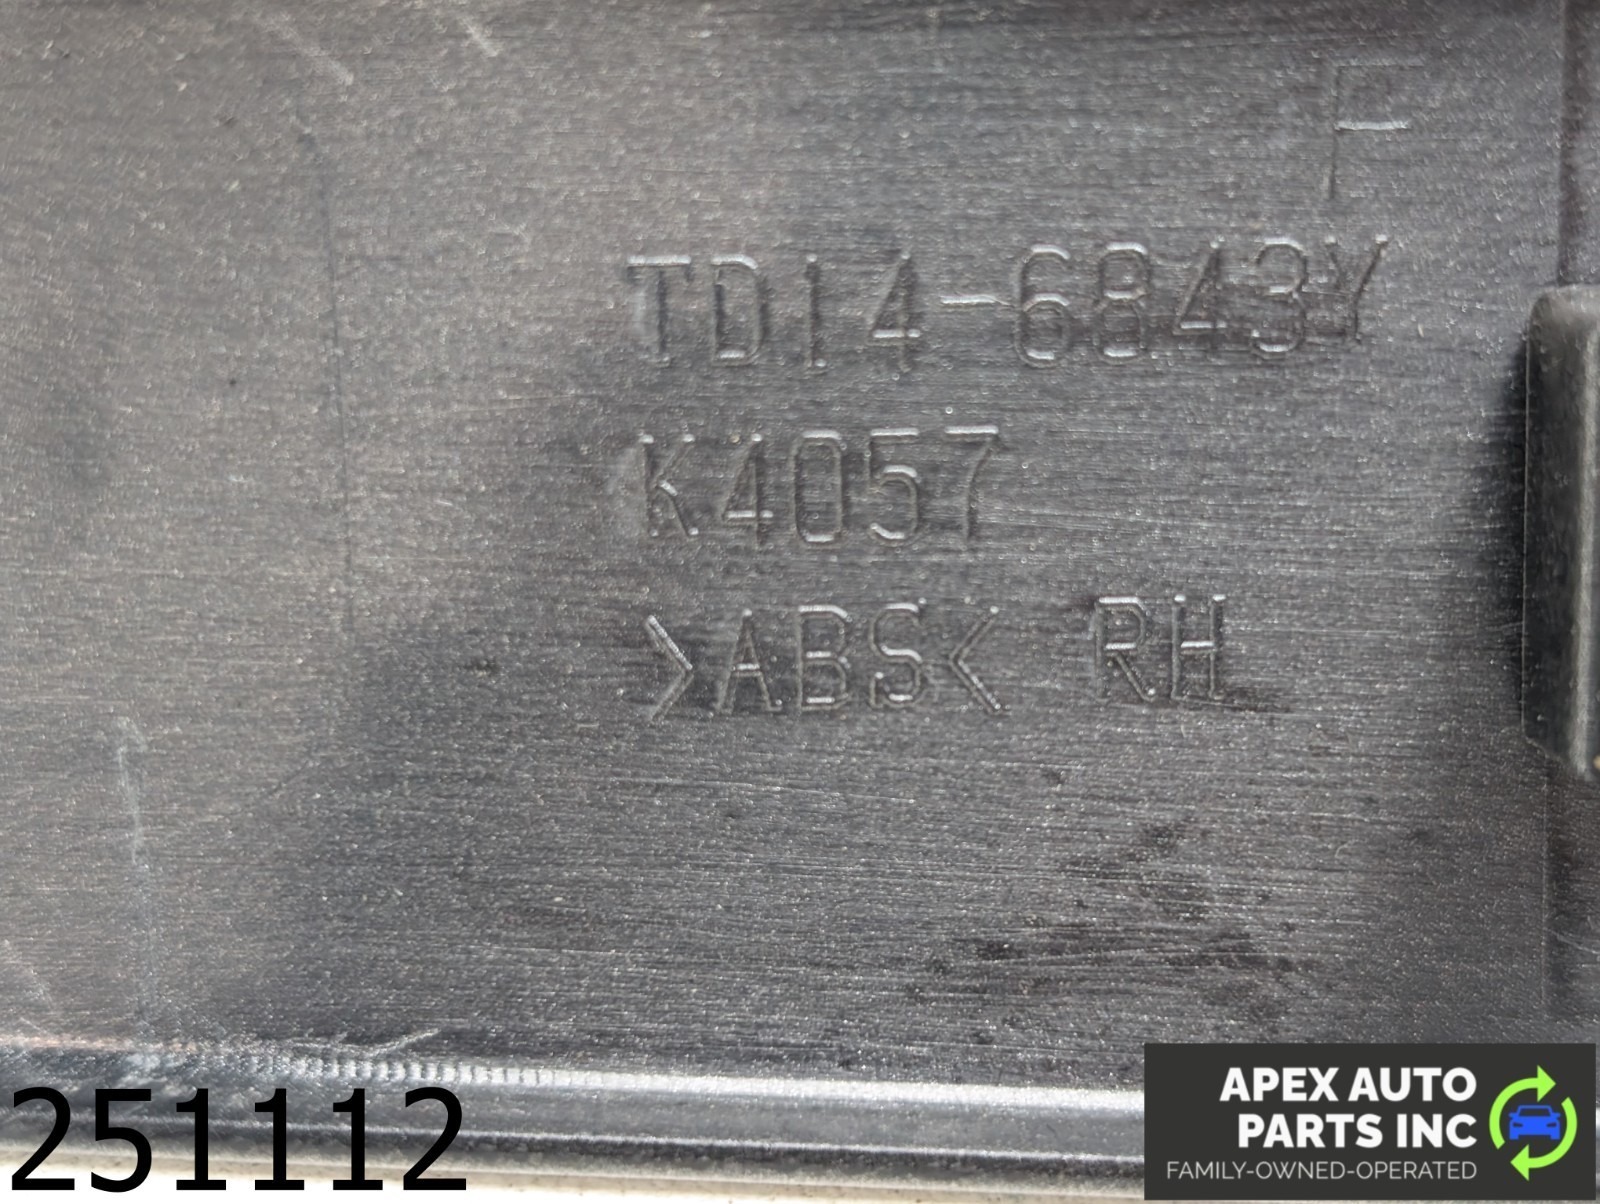 F
TD14-6843Y
K4057
>ABS< RH
251112
APEX AUTO
PARTS INC
FAMILY-OWNED-OPERATED